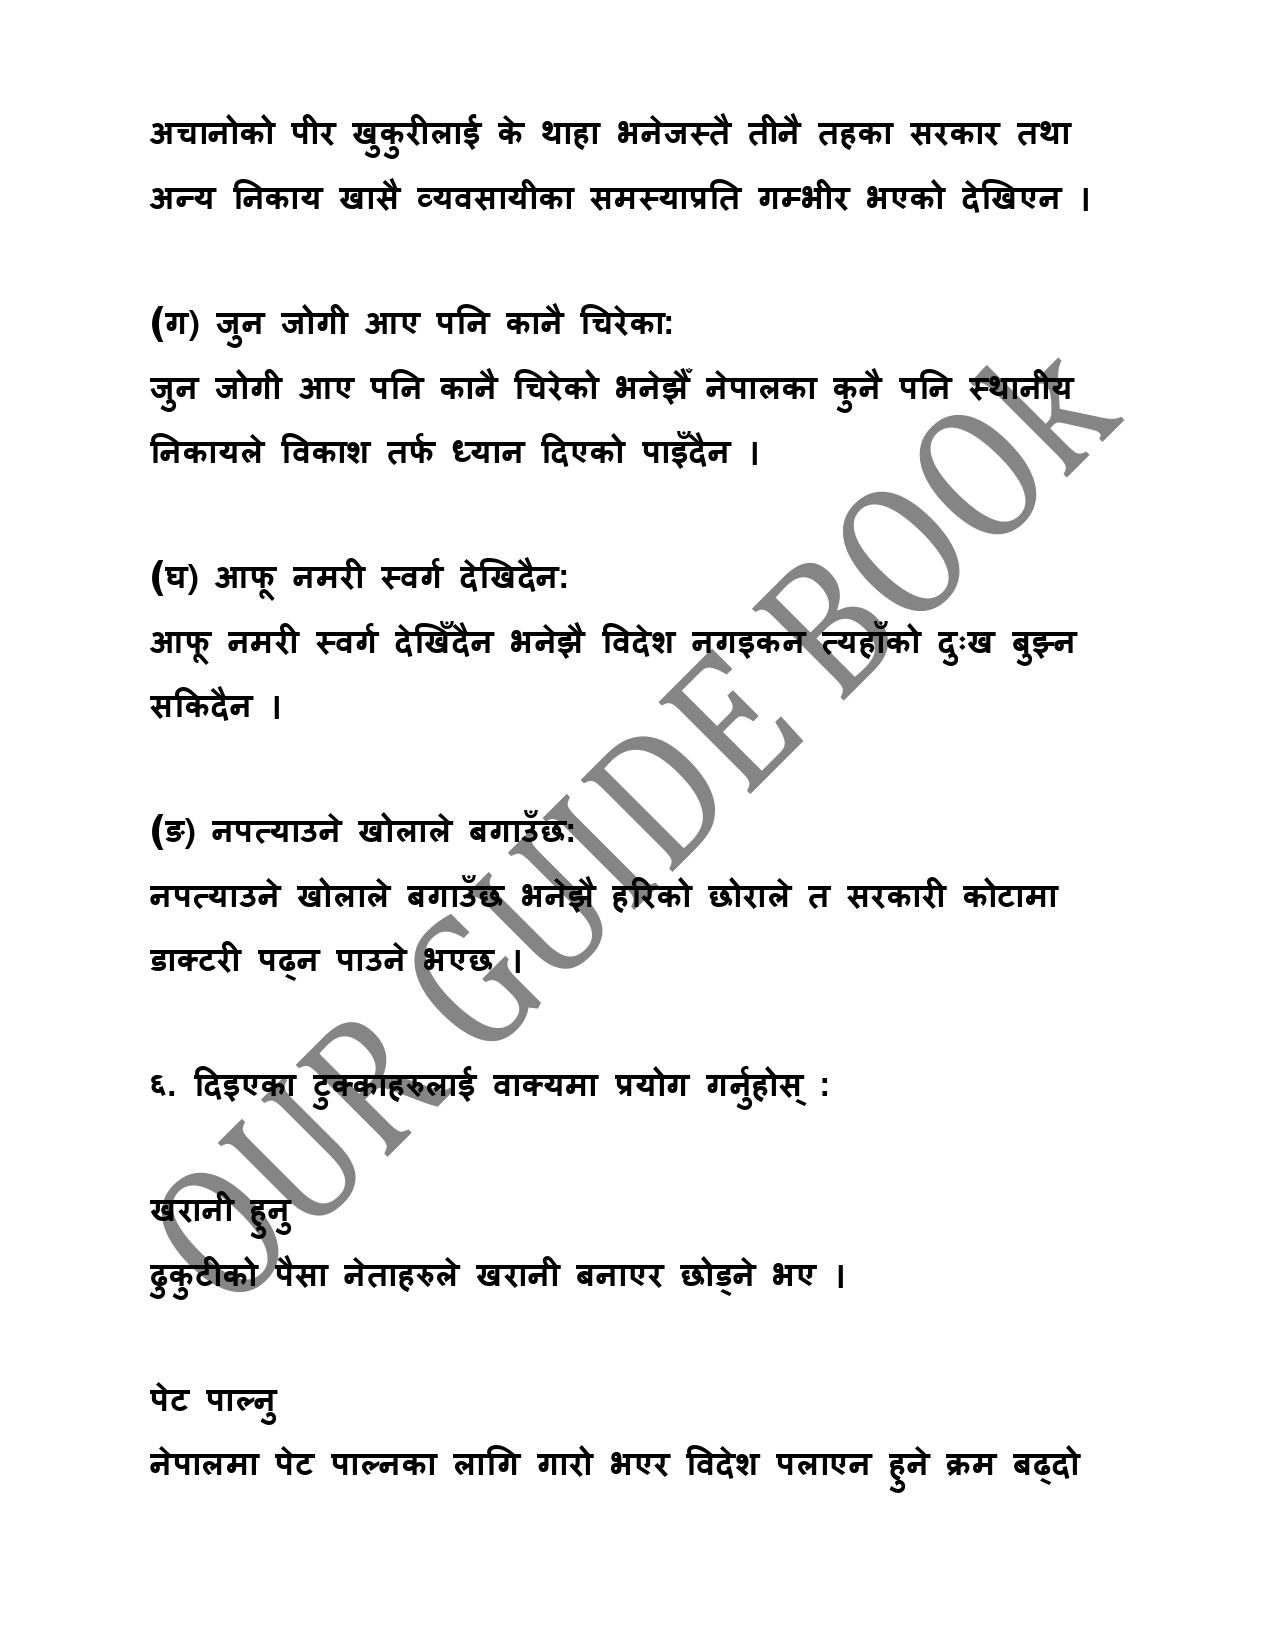 अचानोको पीर खुकुरीलाई के थाहा भनेजस्तै तीनै तहका सरकार तथा
अन्य निकाय खासै व्यवसायीका समस्याप्रति गम्भीर भएको देखिएन ।
(ग) जुन जोगी आए पनि कानै चिरेका:
जुन जोगी आए पनि कानै चिरेको भनेझैँ नेपालका कुनै पनि स्थानीय
निकायले विकाश तर्फ ध्यान दिएको पाइँदैन ।
(घ) आफू नमरी स्वर्ग देखिदैन:
आफू नमरी स्वर्ग देखिँदैन भनेझै विदेश नगइकन त्यहाँको दुःख बुझ्न
सकिदैन ।
(ङ) नपत्याउने खोलाले बगाउँछ:
नपत्याउने खोलाले बगाउँछ भनेझै हरिको छोराले त सरकारी कोटामा
डाक्टरी पढ्न पाउने भएछ ।
६. दिइएका टुक्काहरुलाई वाक्यमा प्रयोग गर्नुहोस् :
खरानी हुनु
ढुकुटीको पैसा नेताहरुले खरानी बनाएर छोड्ने भए ।
पेट पाल्नु
नेपालमा पेट पाल्नका लागि गारो भएर विदेश पलाएन हुने क्रम बढ्दो
OUR GUIDE BOOk